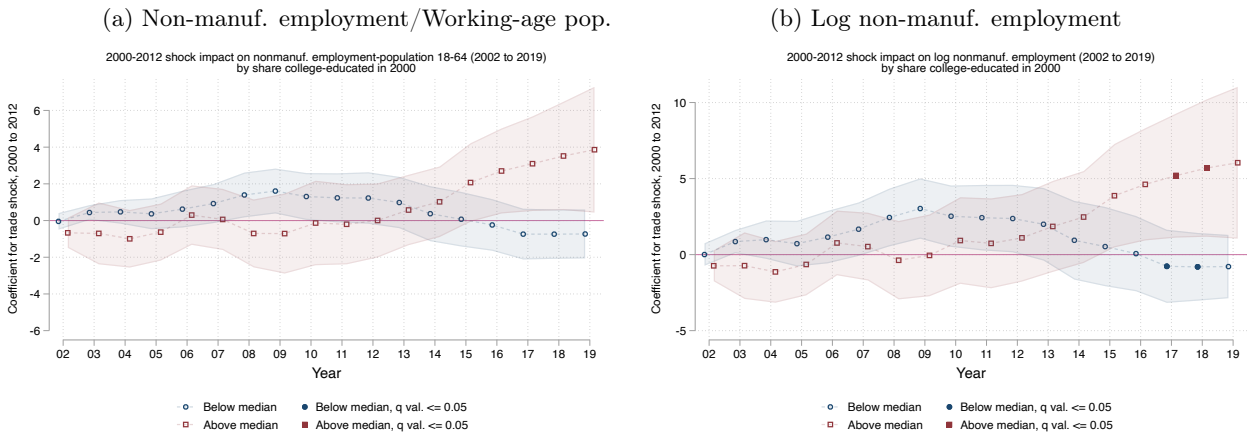 (a) Non-manuf. employment/Working-age pop.
2000-2012 shock impact on nonmanuf. employment-population 18-64 (2002 to 2019)
by share college-educated in 2000
Coefficient for trade shock, 2000 to 2012
6
4
2
0
-2
-4
-6
02 03 04 05 06 07 08 09 10 11 12 13 14 15 16 17 18 19
Year
Below median
Below median, q val. <= 0.05
Above median
Above median, q val. <= 0.05
(b) Log non-manuf. employment
2000-2012 shock impact on log nonmanuf. employment (2002 to 2019)
by share college-educated in 2000
Coefficient for trade shock, 2000 to 2012
10
5
0
-5
02 03 04 05 06 07 08 09 10 11 12 13 14 15 16 17 18 19
Year
Below median
Below median, q val. <= 0.05
Above median
Above median, q val. <= 0.05